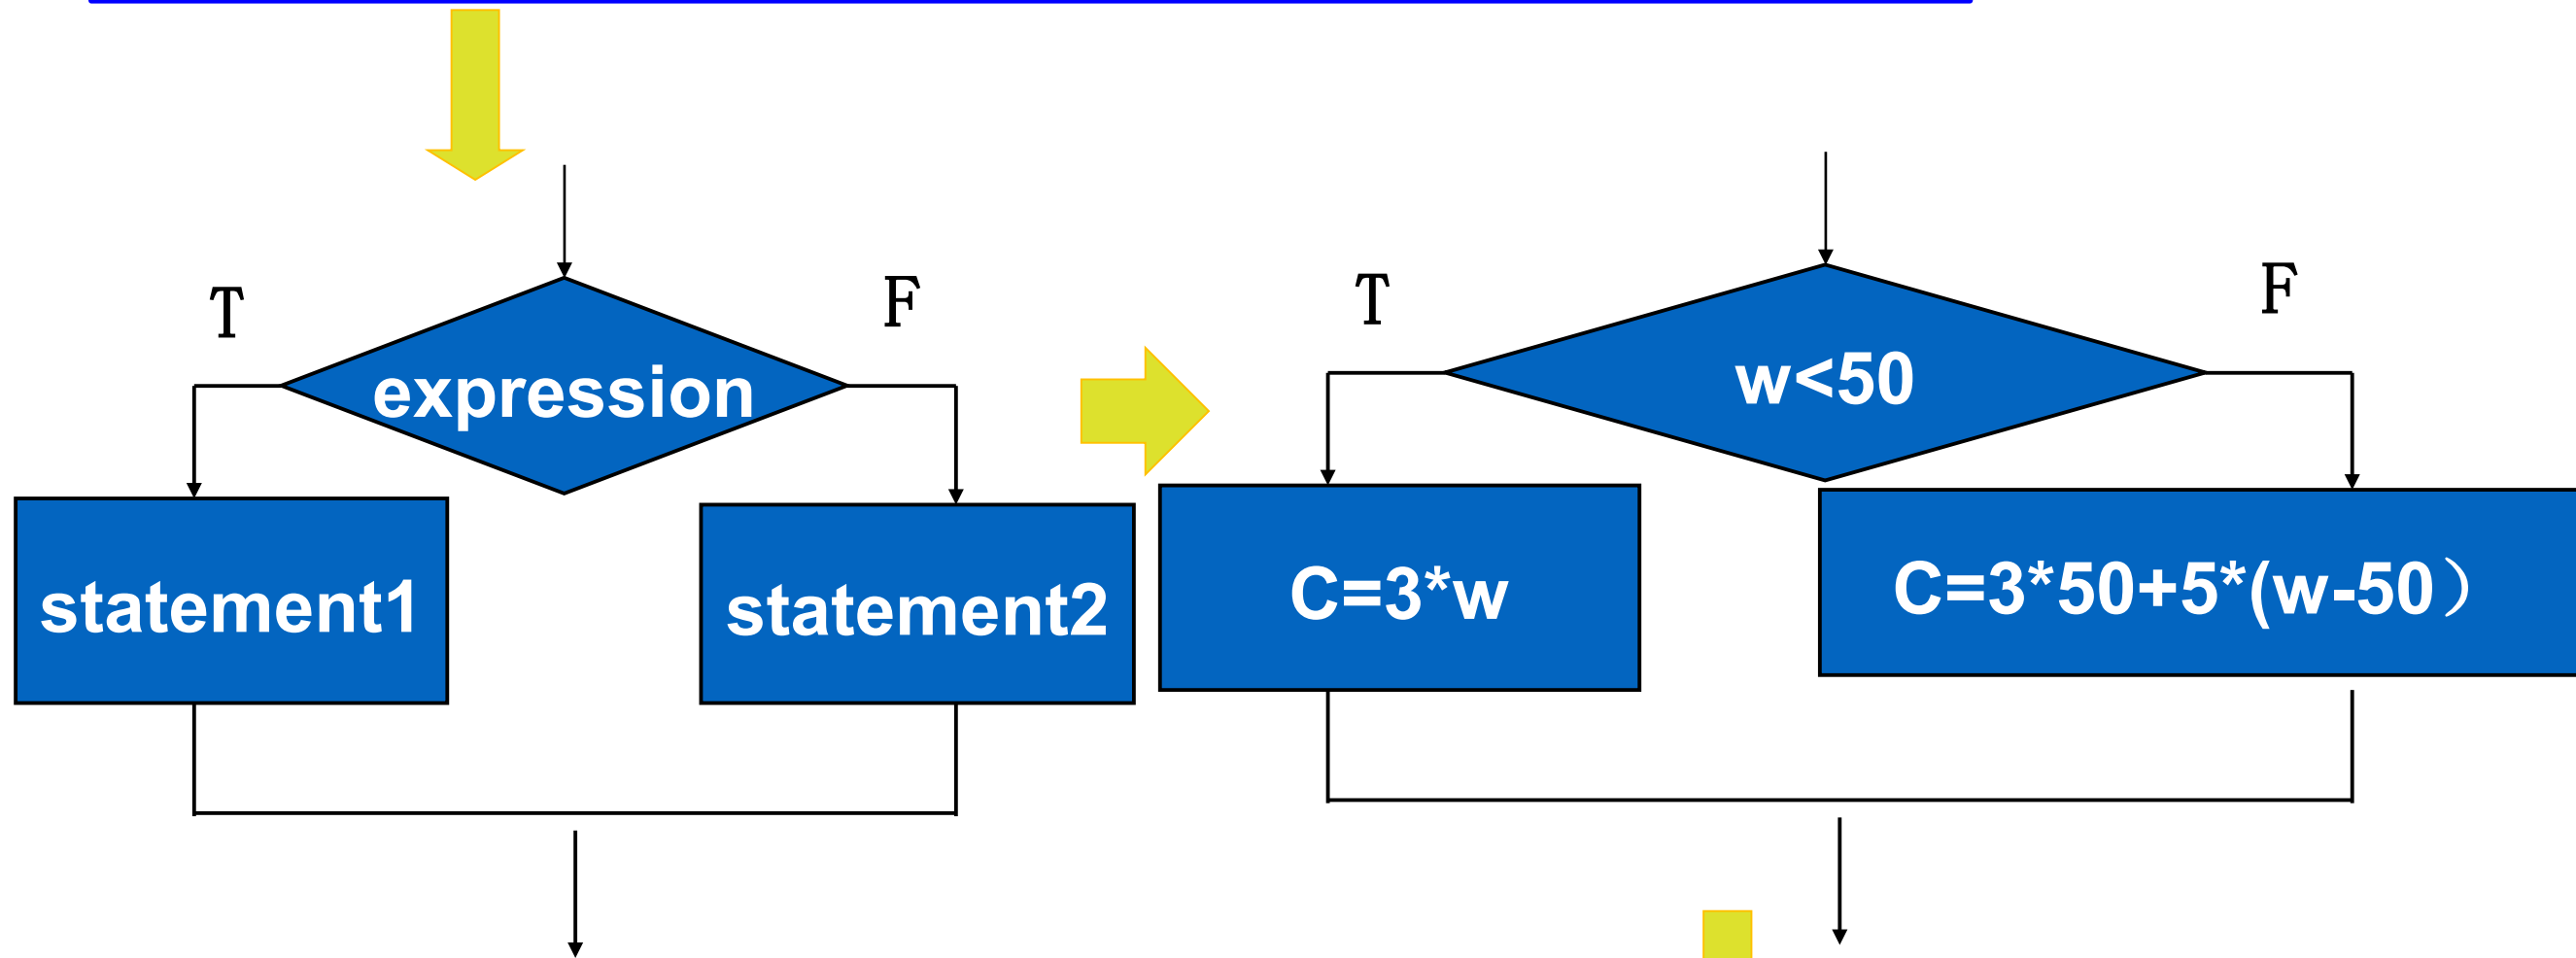 T
F
expression
statement1
statement2
T
F
w<50
C=3*w
C=3*50+5*(w-50）